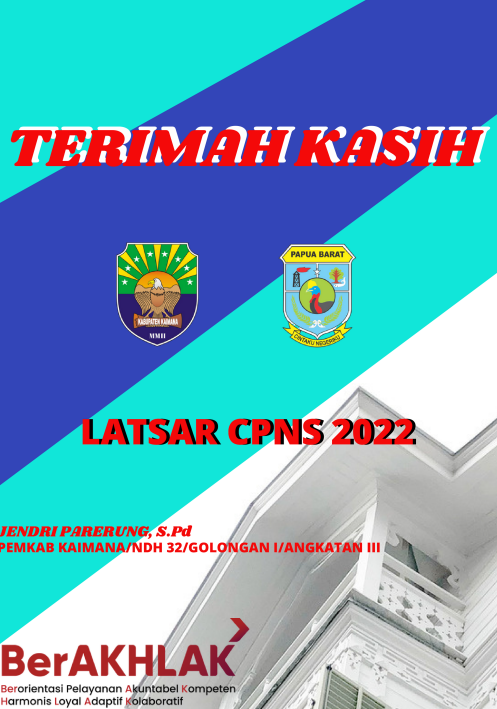 TERIMAH KASIH
KABUPATEN KAIMANA
MMII
PAPUA BARAT
CINTAKU NEGERIKU
LATSAR CPNS 2022
JENDRI PARERUNG, S.Pd
PEMKAB KAIMANA/NDH 32/GOLONGAN I/ANGKATAN III
BerAKHLAK
Berorientasi Pelayanan Akuntabel Kompeten
Harmonis Loyal Adaptif Kolaboratif